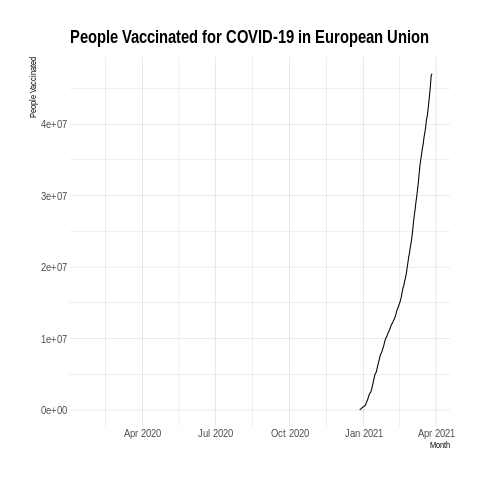 People Vaccinated for COVID-19 in European Union
People Vaccinated
4e+07
3e+07
2e+07
1e+07
0e+00
Apr 2020 Jul 2020 Oct 2020 Jan 2021 Apr 2021
Month